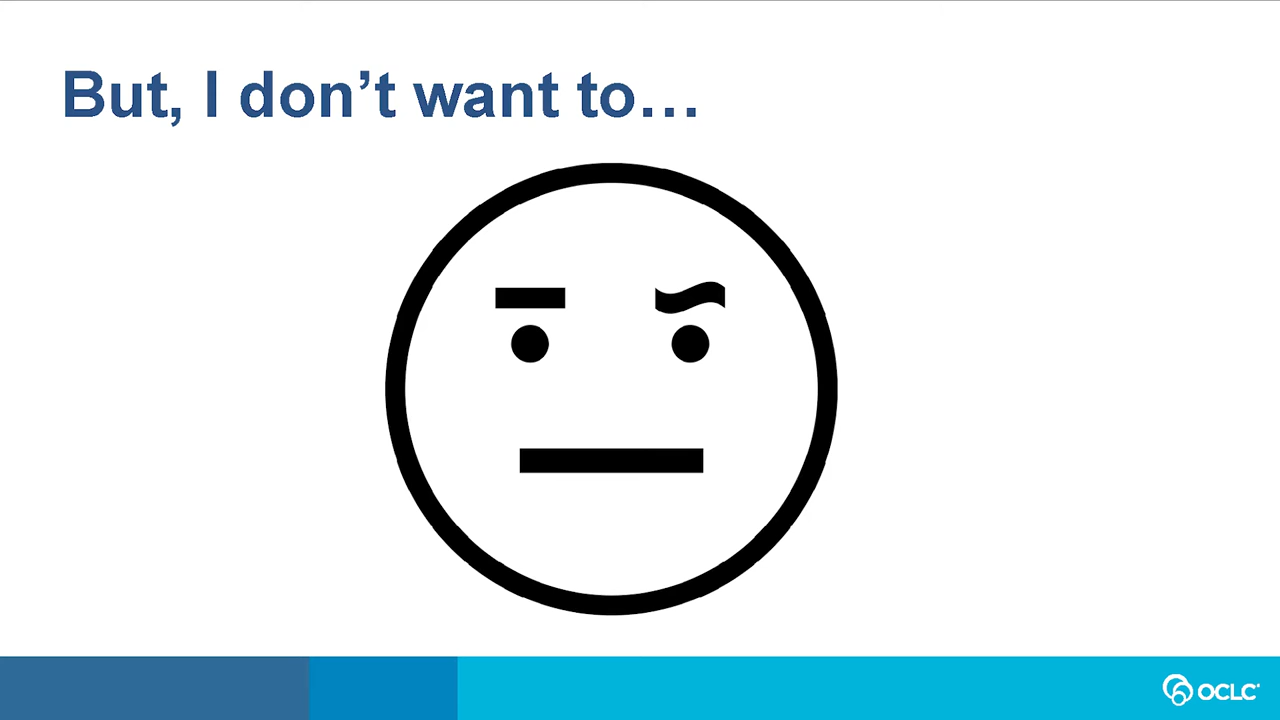 But, I don’t want to…
OCLC